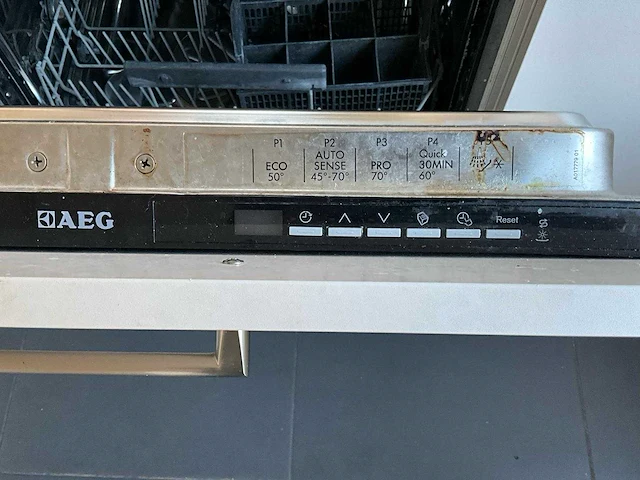 P1
ECO
50°
P2
AUTO
SENSE
45°-70°
P3
PRO
70°
P4
Quick
30MIN
60°
AEG
Reset